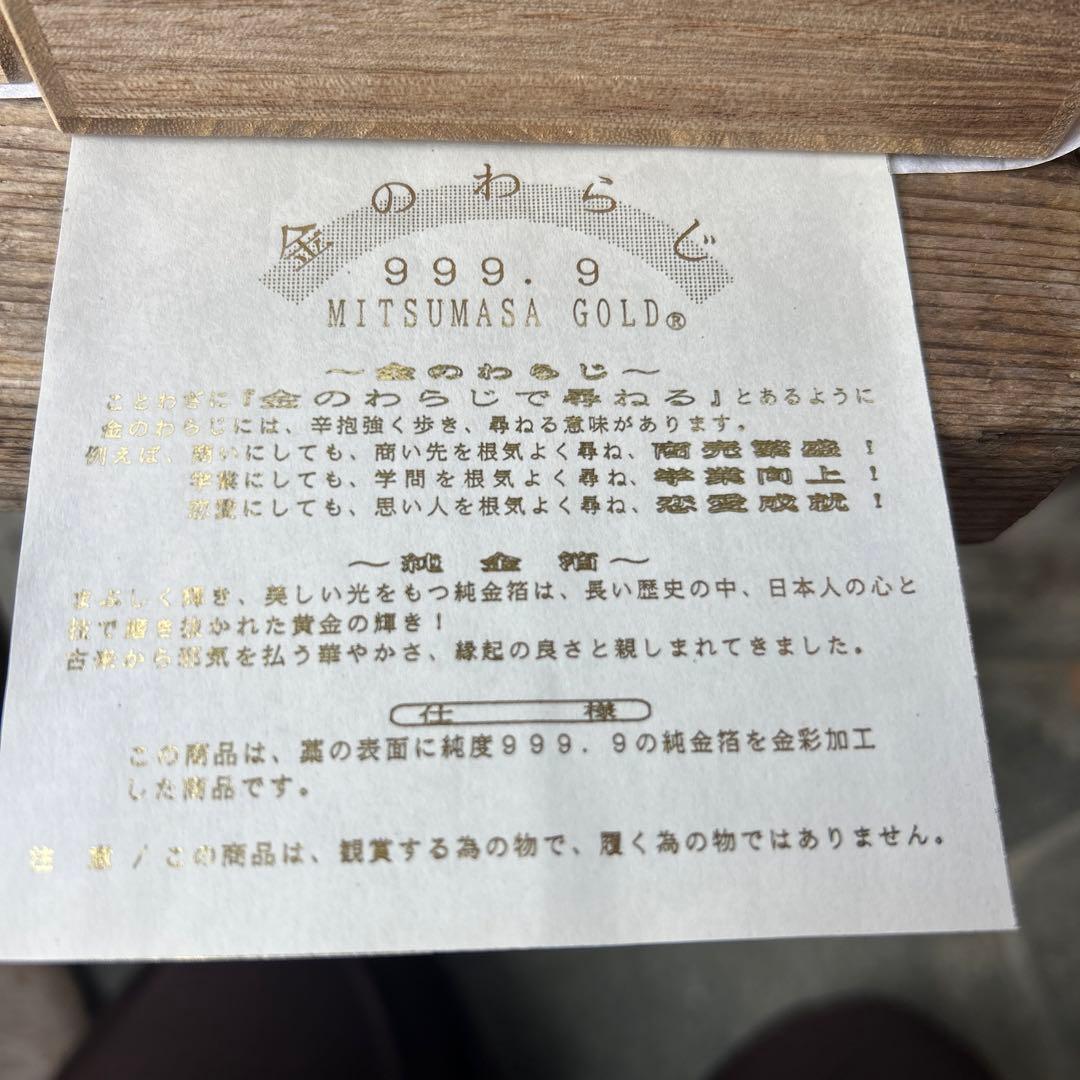 金のわらじ
999.9
MITSUMASA GOLD®
～金のわらじ～
ことわざに『金のわらじで尋ねる』とあるように
金のわらじには、辛抱強く歩き、尋ねる意味があります。
例えば、商いにしても、商い先を根気よく尋ね、商売繁盛！
学業にしても、学問を根気よく尋ね、学業向上！
恋愛にしても、思い人を根気よく尋ね、恋愛成就！
～純金箔～
まぶしく輝き、美しい光をもつ純金箔は、長い歴史の中、日本人の心と
技で磨き抜かれた黄金の輝き！
古来から邪気を払う華やかさ、縁起の良さと親しまれてきました。
仕様
この商品は、藁の表面に純度999.9の純金箔を金彩加工
した商品です。
注意/この商品は、観賞する為の物で、履く為の物ではありません。